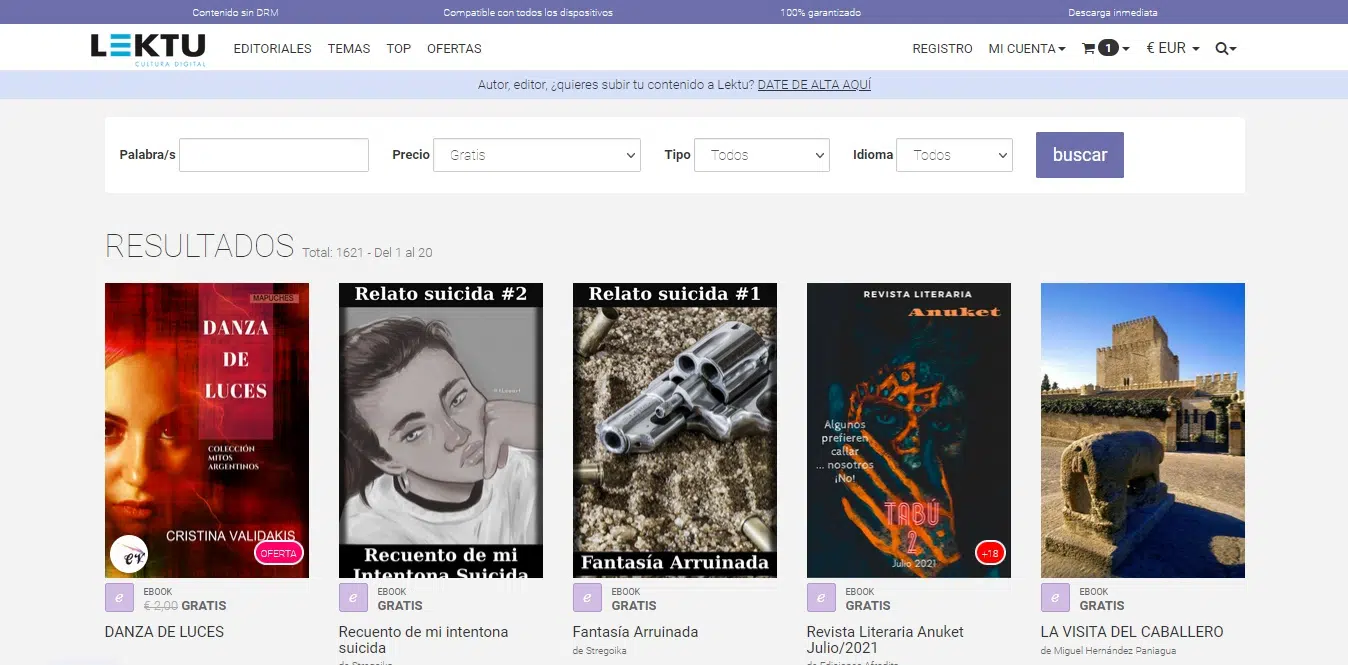 Contenido sin DRM
Compatible con todos los dispositivos
100% garantizado
Descarga inmediata
LEKTU
CULTURA DIGITAL
EDITORIALES
TEMAS
TOP
OFERTAS
REGISTRO
MI CUENTA
1
€ EUR
Autor, editor, ¿quieres subir tu contenido a Lektu? DATE DE ALTA AQUÍ
Palabra/s
Precio
Gratis
Tipo
Todos
Idioma
Todos
buscar
RESULTADOS Total: 1621 - Del 1 al 20
MAPUCHES
DANZA
DE
LUCES
COLECCIÓN
MITOS
ARGENTINOS
CRISTINA VALIDAKIS
OFERTA
EBOOK
€ 2,00 GRATIS
DANZA DE LUCES
Relato suicida #2
Recuento de mi
Intentona Suicida
EBOOK
GRATIS
Recuento de mi intentona
suicida
de Stregoika
Relato suicida #1
Fantasía Arruinada
EBOOK
GRATIS
Fantasía Arruinada
de Stregoika
REVISTA LITERARIA
Anuket
Algunos
prefieren
callar
... nosotros
¡No!
TABÚ
2
Julio 2021
+18
EBOOK
GRATIS
Revista Literaria Anuket
Julio/2021
de Ediciones Afrodita
EBOOK
GRATIS
LA VISITA DEL CABALLERO
de Miguel Hernández Paniagua